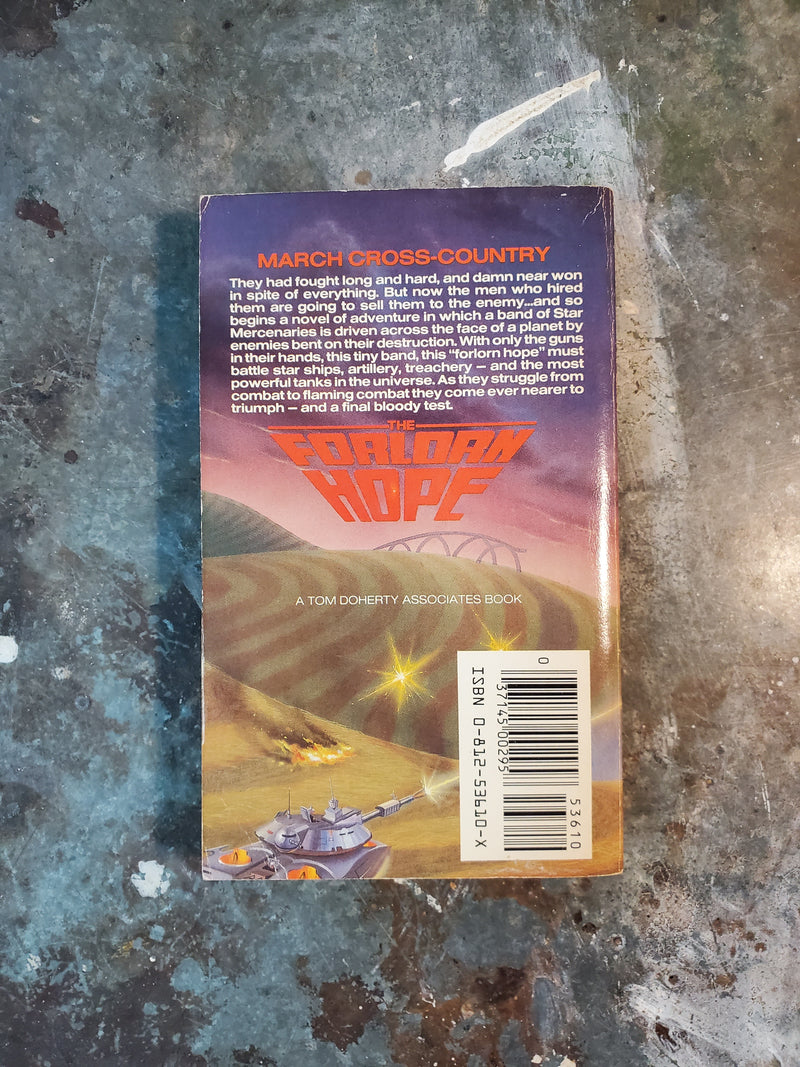 MARCH CROSS-COUNTRY
They had fought long and hard, and damn near won
in spite of everything. But now the men who hired
them are going to sell them to the enemy...and so
begins a novel of adventure in which a band of Star
Mercenaries is driven across the face of a planet by
enemies bent on their destruction. With only the guns
in their hands, this tiny band, this "forlorn hope" must
battle star ships, artillery, treachery — and the most
powerful tanks in the universe. As they struggle from
combat to flaming combat they come ever nearer to
triumph — and a final bloody test.
THE
FORLORN
HOPE
A TOM DOHERTY ASSOCIATES BOOK
0
37145 00295
53610
ISBN 0-812-53610-X